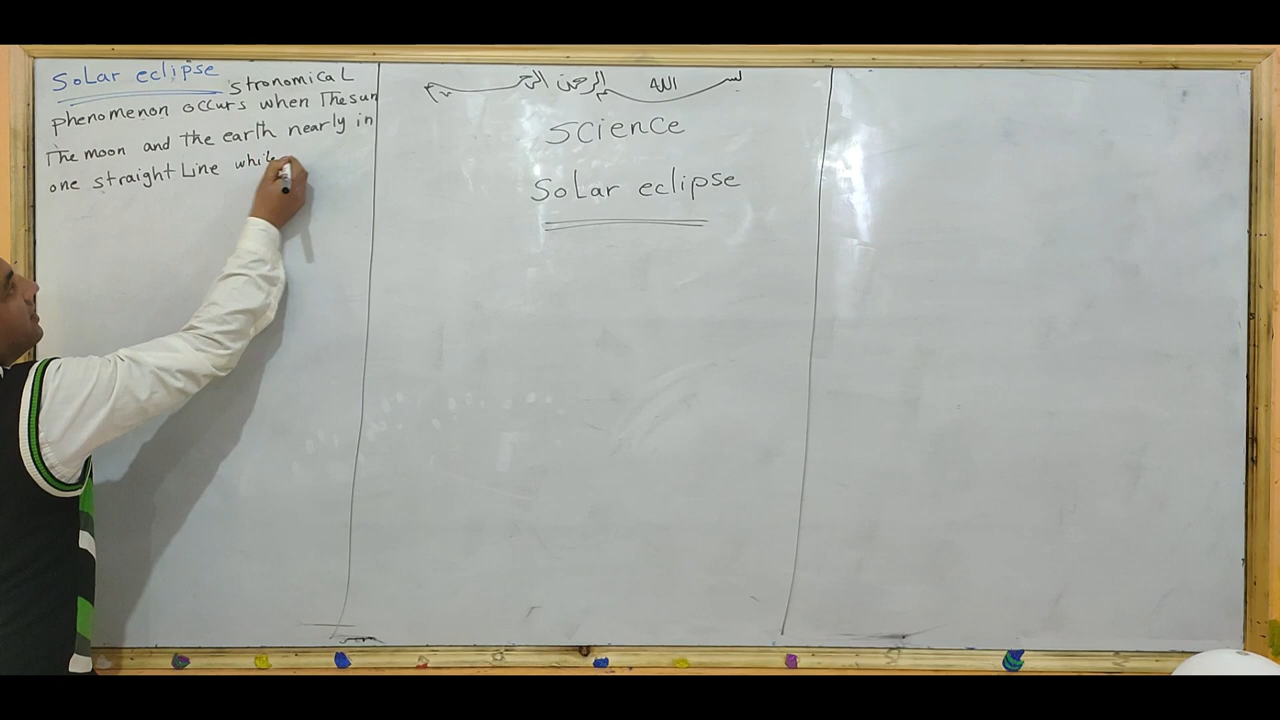 Solar eclipse stronomical
phenomenon occurs when The sun
The moon and the earth nearly in
one straight Line while
بسم الله الرحمن الرحيم
science
Solar eclipse